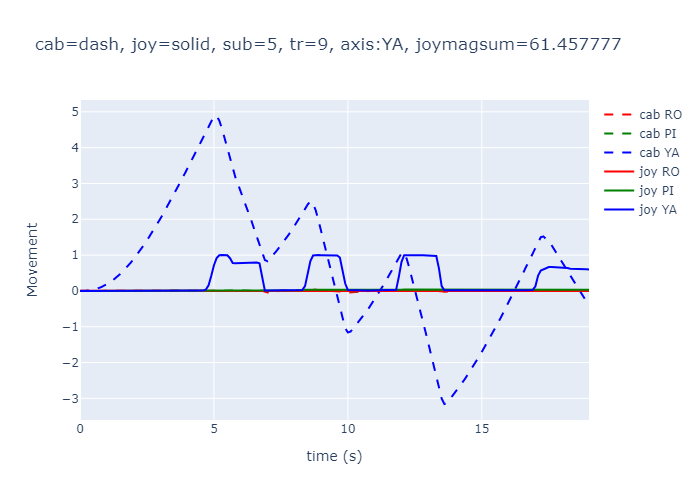 cab=dash, joy=solid, sub=5, tr=9, axis:YA, joymagsum=61.457777
5
4
3
2
1
0
−1
−2
−3
Movement
0
5
10
15
time (s)
cab RO
cab PI
cab YA
joy RO
joy PI
joy YA